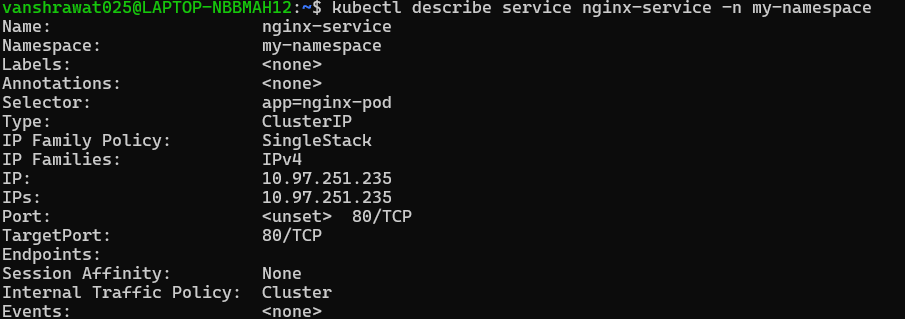 vanshrawat025@LAPTOP-NBBMAH12:~$ kubectl describe service nginx-service -n my-namespace
Name:                     nginx-service
Namespace:                my-namespace
Labels:                   <none>
Annotations:              <none>
Selector:                 app=nginx-pod
Type:                     ClusterIP
IP Family Policy:         SingleStack
IP Families:              IPv4
IP:                       10.97.251.235
IPs:                      10.97.251.235
Port:                     <unset>  80/TCP
TargetPort:               80/TCP
Endpoints:
Session Affinity:         None
Internal Traffic Policy:  Cluster
Events:                   <none>